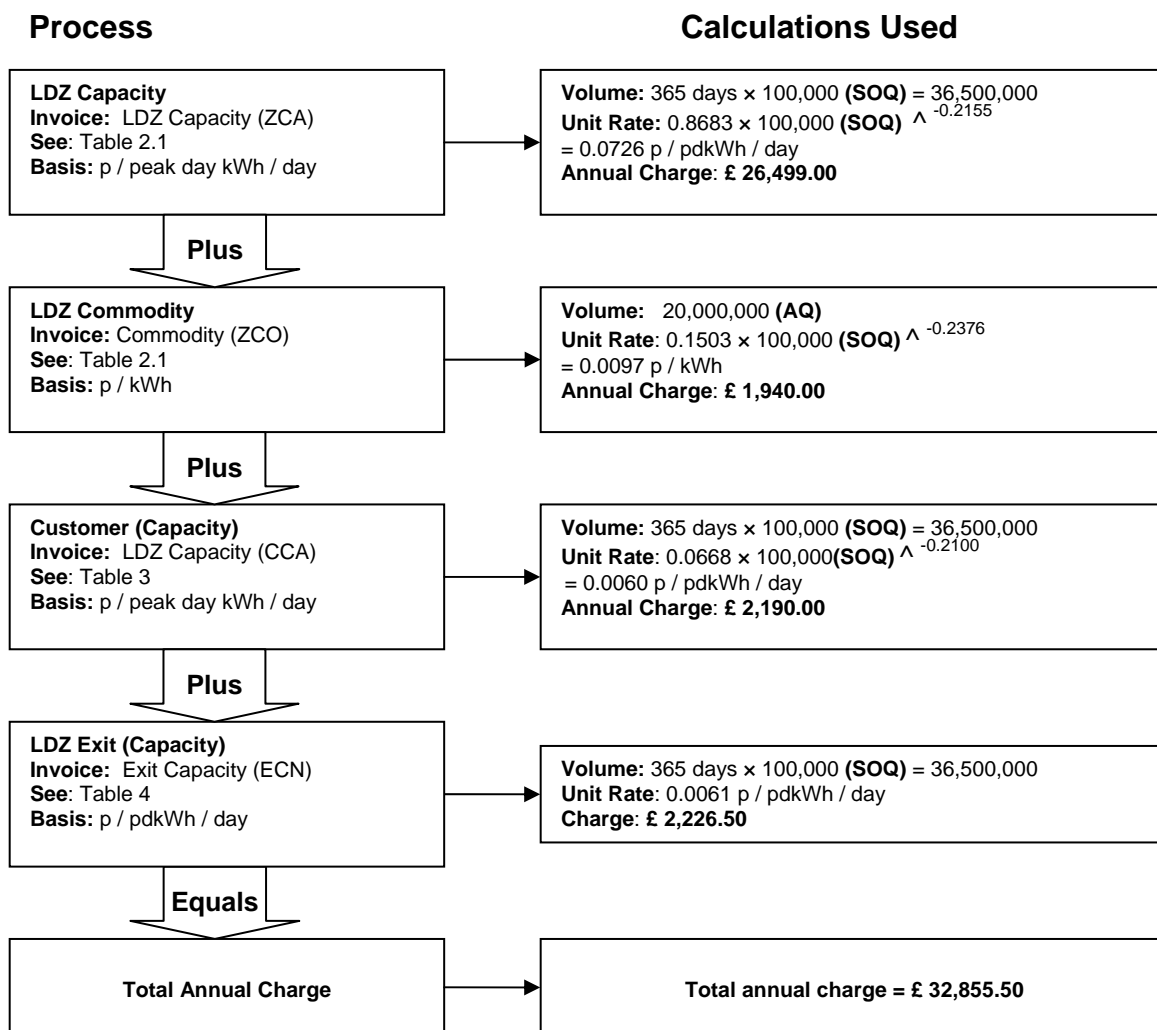 Process
Calculations Used
LDZ Capacity
Invoice: LDZ Capacity (ZCA)
See: Table 2.1
Basis: p / peak day kWh / day
Volume: 365 days × 100,000 (SOQ) = 36,500,000
Unit Rate: 0.8683 × 100,000 (SOQ) ^ -0.2155
= 0.0726 p / pdkWh / day
Annual Charge: £ 26,499.00
Plus
LDZ Commodity
Invoice: Commodity (ZCO)
See: Table 2.1
Basis: p / kWh
Volume: 20,000,000 (AQ)
Unit Rate: 0.1503 × 100,000 (SOQ) ^ -0.2376
= 0.0097 p / kWh
Annual Charge: £ 1,940.00
Plus
Customer (Capacity)
Invoice: LDZ Capacity (CCA)
See: Table 3
Basis: p / peak day kWh / day
Volume: 365 days × 100,000 (SOQ) = 36,500,000
Unit Rate: 0.0668 × 100,000(SOQ) ^ -0.2100
= 0.0060 p / pdkWh / day
Annual Charge: £ 2,190.00
Plus
LDZ Exit (Capacity)
Invoice: Exit Capacity (ECN)
See: Table 4
Basis: p / pdkWh / day
Volume: 365 days × 100,000 (SOQ) = 36,500,000
Unit Rate: 0.0061 p / pdkWh / day
Charge: £ 2,226.50
Equals
Total Annual Charge
Total annual charge = £ 32,855.50